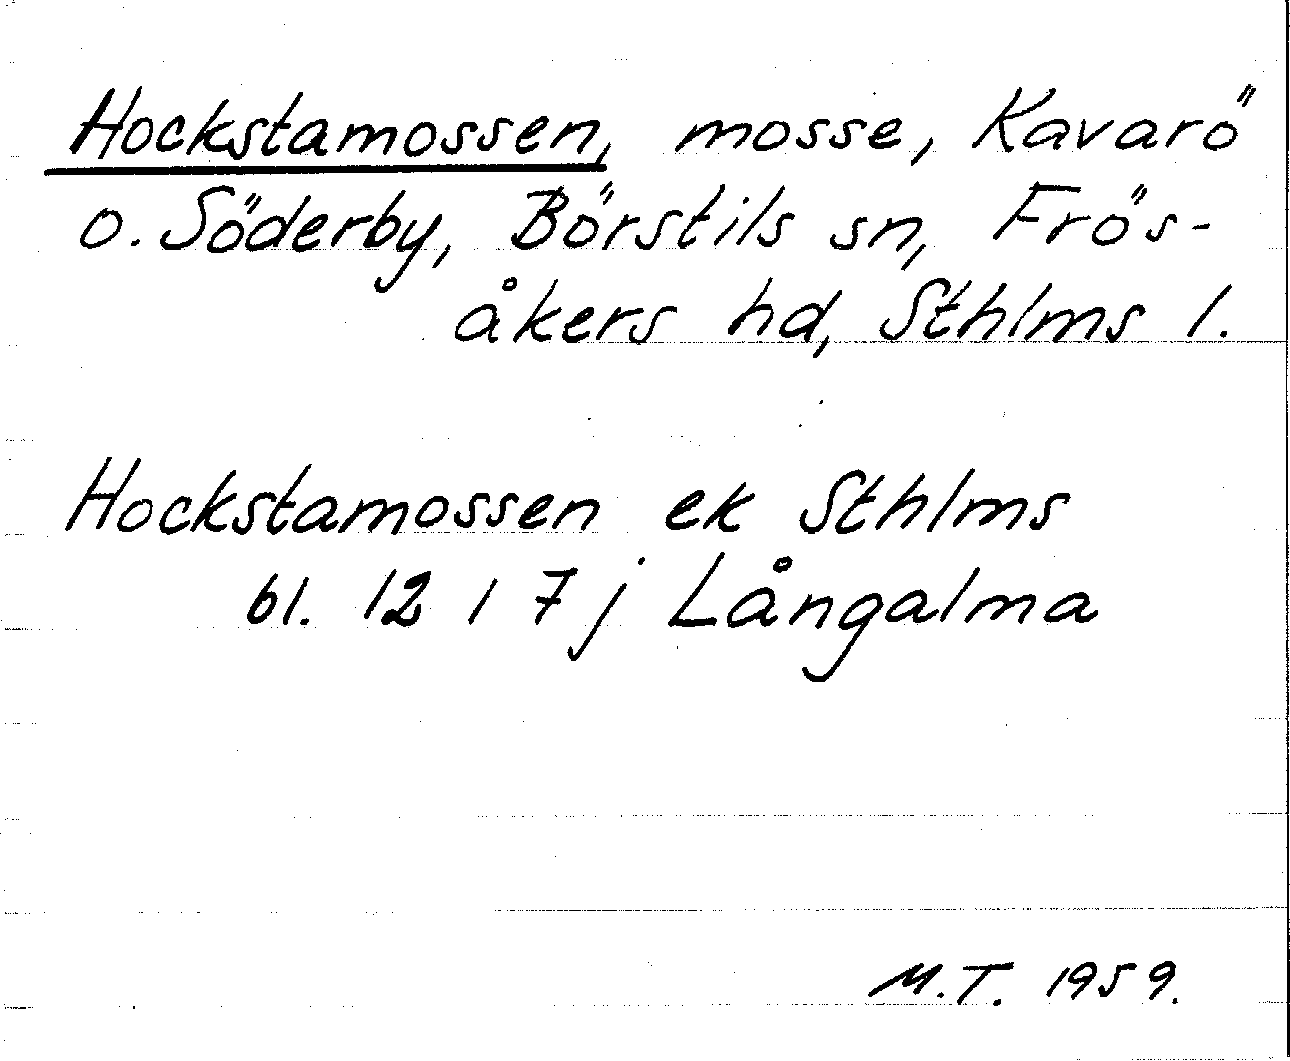 Hockstamossen, mosse, Kavarö
o. Söderby, Börstils sn, Frös-
åkers hd, Sthlms l.
Hockstamossen ek Sthlms
bl. 12 I 7 j Långalma
M.T. 1959.